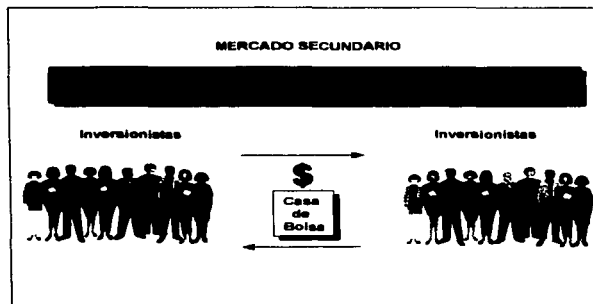 MERCADO SECUNDARIO
Inversionistas
Inversionistas
$
Casa
de
Bolsa